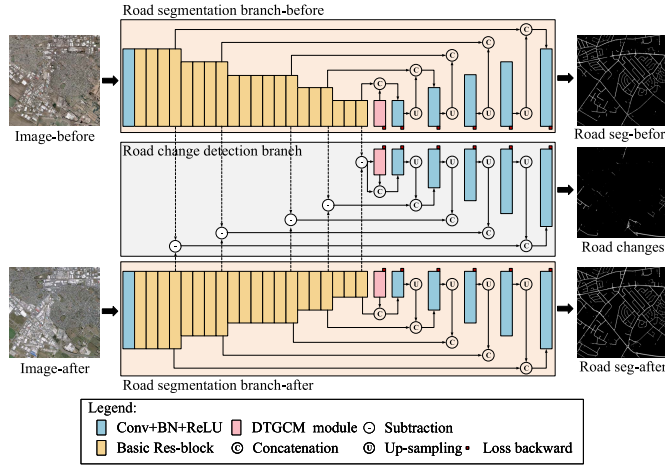 Road segmentation branch-before
C
C
C
C
C
U
U
U
U
Image-before
Road seg-before
Road change detection branch
-
U
U
U
U
C
-
C
-
C
-
C
-
C
Road changes
U
U
U
U
C
C
C
C
C
Image-after
Road seg-after
Road segmentation branch-after
Legend:
Conv+BN+ReLU DTGCM module - Subtraction
Basic Res-block C Concatenation U Up-sampling Loss backward